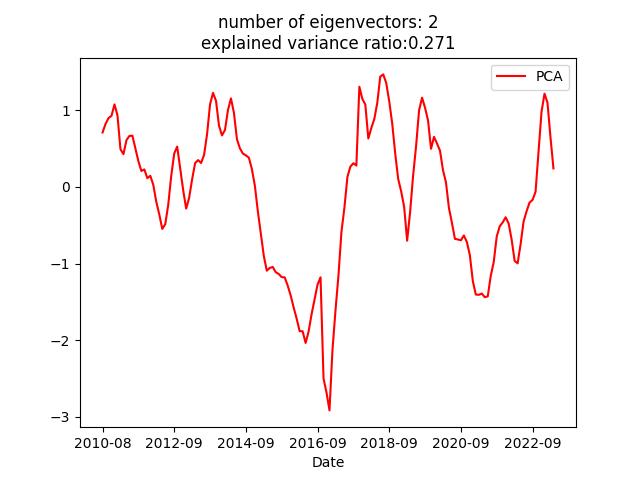 number of eigenvectors: 2
explained variance ratio:0.271
PCA
1
0
−1
−2
−3
2010-08 2012-09 2014-09 2016-09 2018-09 2020-09 2022-09
Date